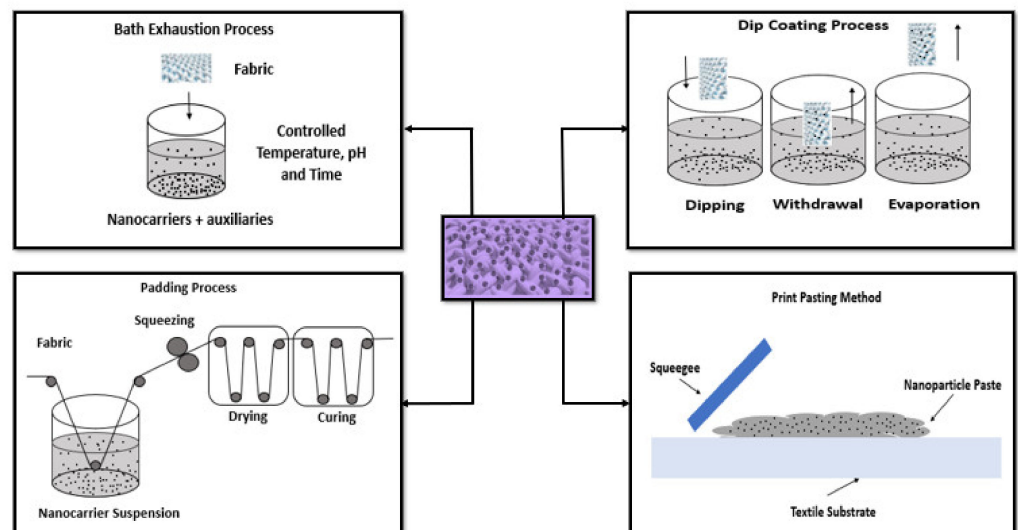 Bath Exhaustion Process
Fabric
Controlled
Temperature, pH
and Time
Nanocarriers + auxiliaries
Dip Coating Process
Dipping
Withdrawal
Evaporation
Padding Process
Squeezing
Fabric
Drying
Curing
Nanocarrier Suspension
Print Pasting Method
Squeegee
Nanoparticle Paste
Textile Substrate